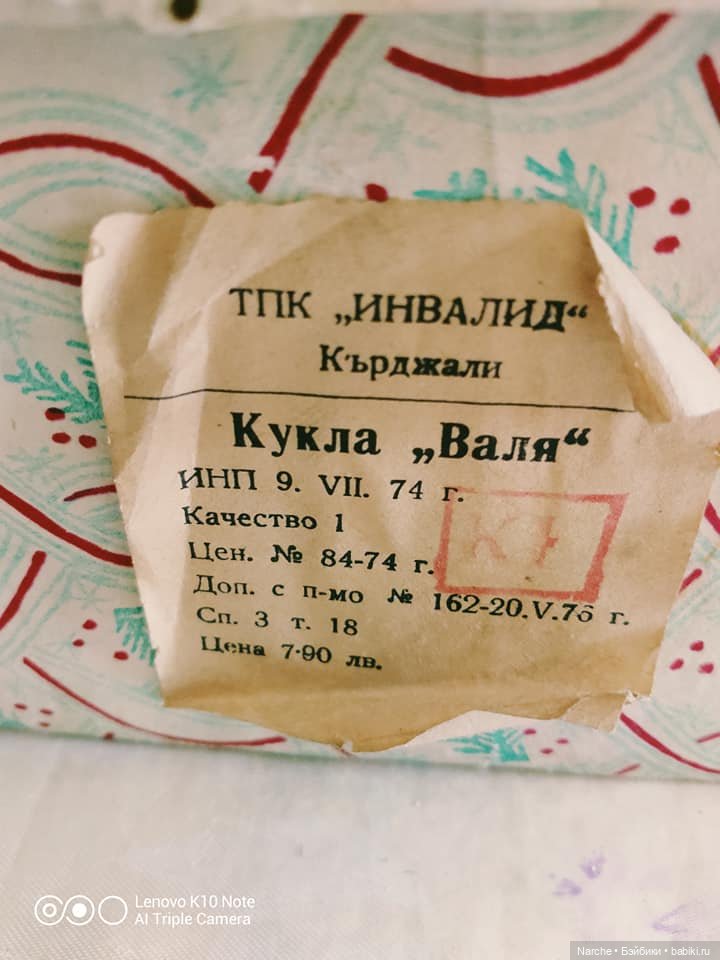 ТПК „ИНВАЛИД“
Кърджали
Кукла „Валя“
ИНП 9. VII. 74 г.
Качество 1
Цен. № 84-74 г.
Доп. с п-мо № 162-20.V.76 г.
Сп. 3 т. 18
Цена 7·90 лв.
Lenovo K10 Note
AI Triple Camera
Narche • Бэйбики • babiki.ru